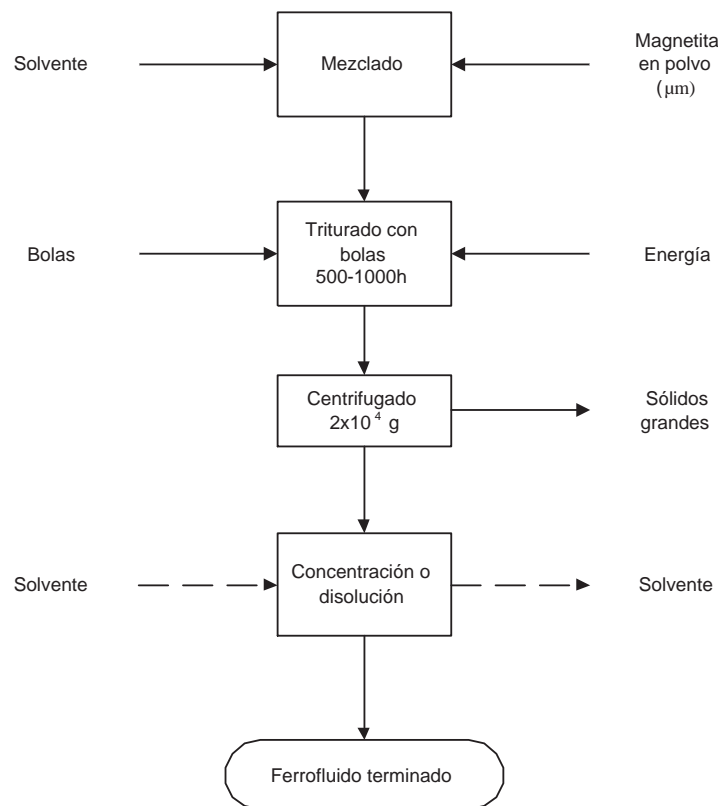 Solvente
Mezclado
Magnetita
en polvo
(μm)
Bolas
Triturado con
bolas
500-1000h
Energía
Centrifugado
2x10⁴ g
Sólidos
grandes
Solvente
Concentración o
disolución
Solvente
Ferrofluido terminado